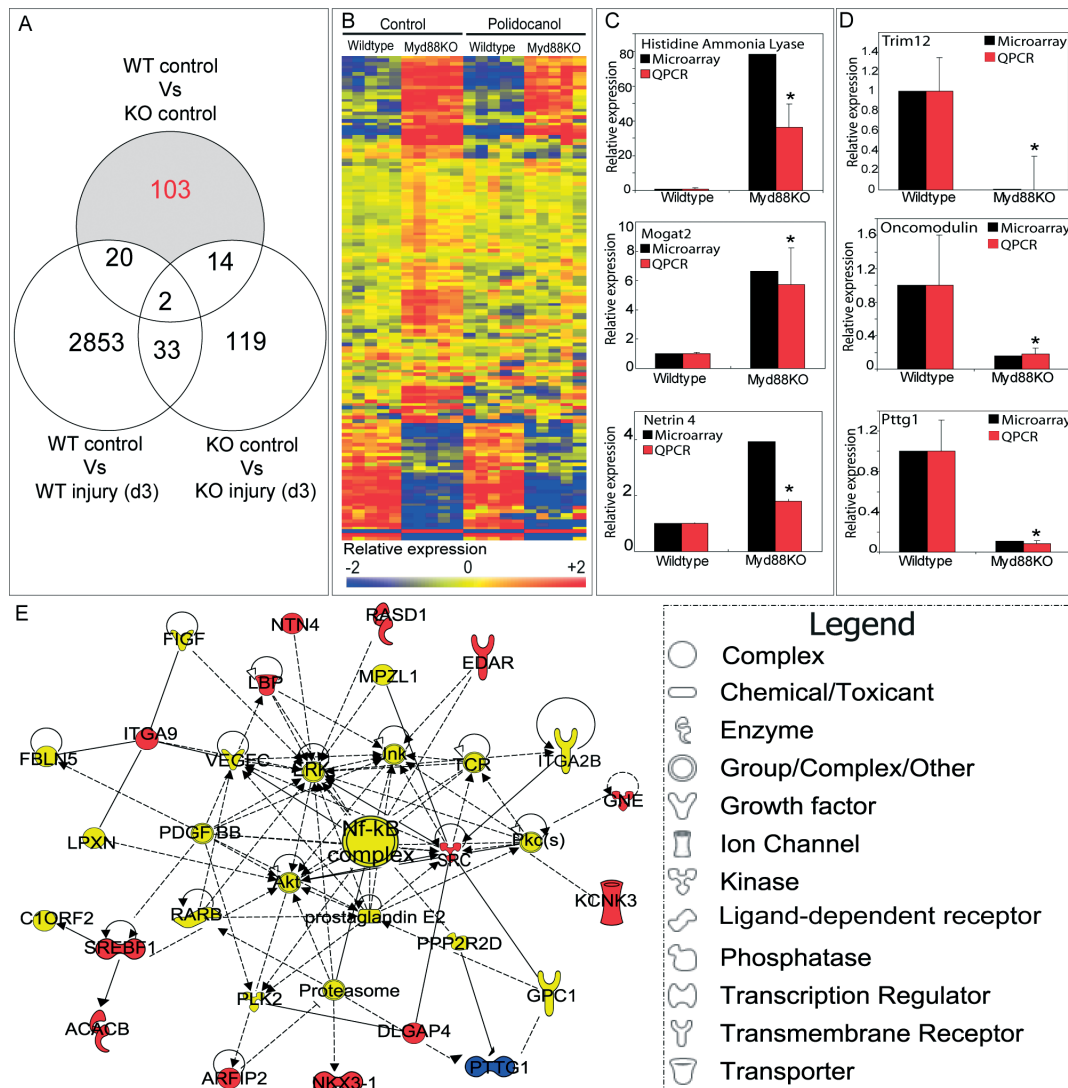 A
WT control
Vs
KO control
103
20
14
2
2853
33
119
WT control
Vs
WT injury (d3)
KO control
Vs
KO injury (d3)
B
Control
Polidocanol
Wildtype
Myd88KO
Wildtype
Myd88KO
Relative expression
-2
0
+2
C
Histidine Ammonia Lyase
Microarray
QPCR
Relative expression
80
60
40
20
0
*
Wildtype
Myd88KO
Mogat2
Microarray
QPCR
Relative expression
10
8
6
4
2
0
*
Wildtype
Myd88KO
Netrin 4
Microarray
QPCR
Relative expression
4
2
0
*
Wildtype
Myd88KO
D
Trim12
Microarray
QPCR
Relative expression
1.4
1.2
1
0.8
0.6
0.4
0.2
0
*
Wildtype
Myd88KO
Oncomodulin
Microarray
QPCR
Relative expression
1.6
1.2
0.8
0.4
0
*
Wildtype
Myd88KO
Pttg1
Microarray
QPCR
Relative expression
1.2
1
0.8
0.6
0.4
0.2
0
*
Wildtype
Myd88KO
E
FIGF
NTN4
RASD1
LBP
MPZL1
EDAR
ITGA9
FBLN5
VEGFC
ERK
Jnk
TCR
ITGA2B
GNE
LPXN
PDGF BB
Nf-kB
complex
SRC
Pkc(s)
Akt
KCNK3
C1ORF2
RARB
prostaglandin E2
SREBF1
PPP2R2D
PLK2
Proteasome
GPC1
ACACB
DLGAP4
ARFIP2
NKX3-1
PTTG1
Legend
Complex
Chemical/Toxicant
Enzyme
Group/Complex/Other
Growth factor
Ion Channel
Kinase
Ligand-dependent receptor
Phosphatase
Transcription Regulator
Transmembrane Receptor
Transporter